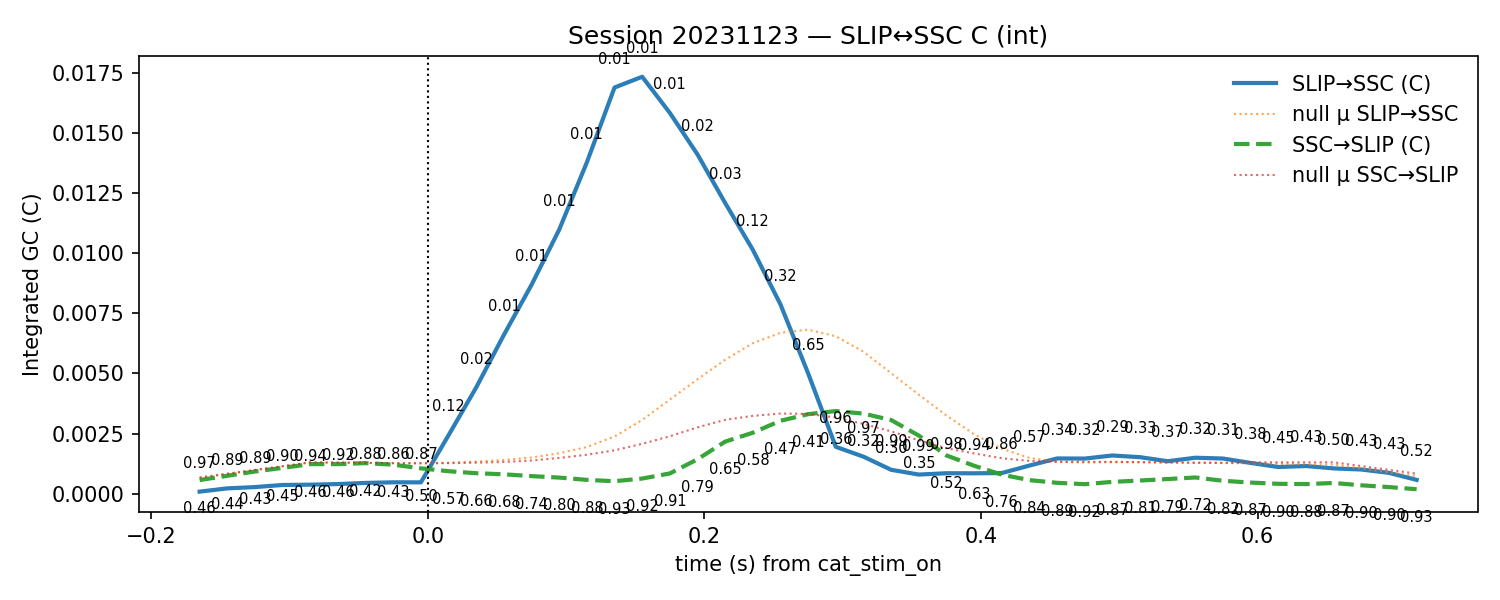 Session 20231123 — SLIP↔SSC C (int)
Integrated GC (C)
0.0175
0.0150
0.0125
0.0100
0.0075
0.0050
0.0025
0.0000
SLIP→SSC (C)
null μ SLIP→SSC
SSC→SLIP (C)
null μ SSC→SLIP
0.97 0.89 0.89 0.90 0.94 0.92 0.88 0.86 0.87 0.12 0.02 0.01 0.01 0.01 0.01 0.01 0.01 0.01 0.02 0.03 0.12 0.32 0.65 0.96 0.97 0.99 0.99 0.98 0.94 0.86 0.57 0.34 0.32 0.29 0.33 0.37 0.32 0.31 0.38 0.45 0.43 0.50 0.43 0.43 0.52
0.46 0.44 0.43 0.45 0.46 0.46 0.42 0.43 0.50 0.57 0.66 0.68 0.74 0.80 0.88 0.93 0.92 0.91 0.79 0.65 0.58 0.47 0.41 0.36 0.32 0.30 0.35 0.52 0.63 0.76 0.84 0.89 0.92 0.87 0.81 0.79 0.72 0.82 0.87 0.90 0.88 0.87 0.90 0.90 0.93
−0.2 0.0 0.2 0.4 0.6
time (s) from cat_stim_on